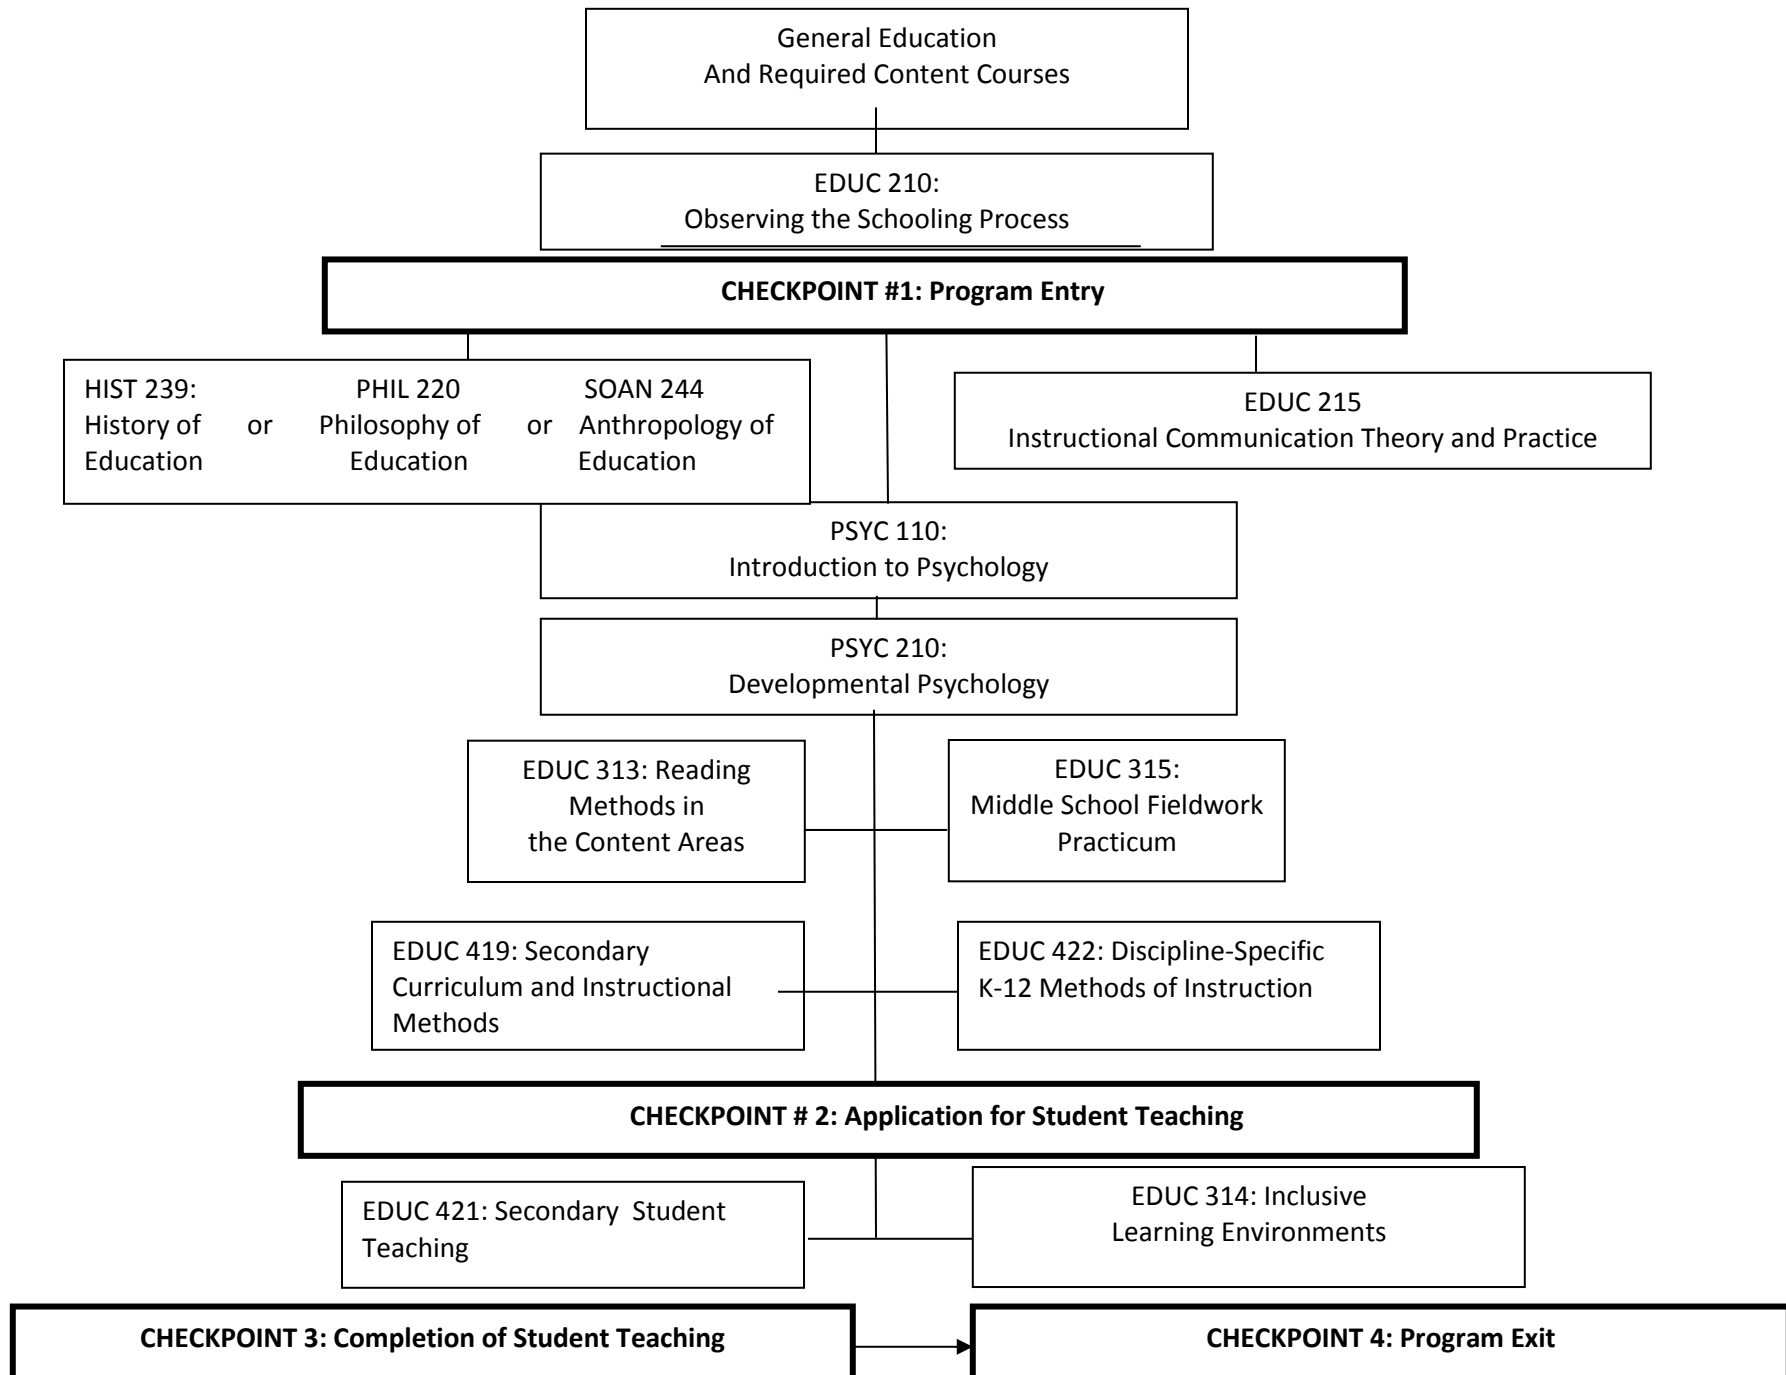 General Education
And Required Content Courses
EDUC 210:
Observing the Schooling Process
CHECKPOINT #1: Program Entry
HIST 239:
History of
Education
or
PHIL 220
Philosophy of
Education
or
SOAN 244
Anthropology of
Education
EDUC 215
Instructional Communication Theory and Practice
PSYC 110:
Introduction to Psychology
PSYC 210:
Developmental Psychology
EDUC 313: Reading
Methods in
the Content Areas
EDUC 315:
Middle School Fieldwork
Practicum
EDUC 419: Secondary
Curriculum and Instructional
Methods
EDUC 422: Discipline-Specific
K-12 Methods of Instruction
CHECKPOINT # 2: Application for Student Teaching
EDUC 421: Secondary Student
Teaching
EDUC 314: Inclusive
Learning Environments
CHECKPOINT 3: Completion of Student Teaching
CHECKPOINT 4: Program Exit